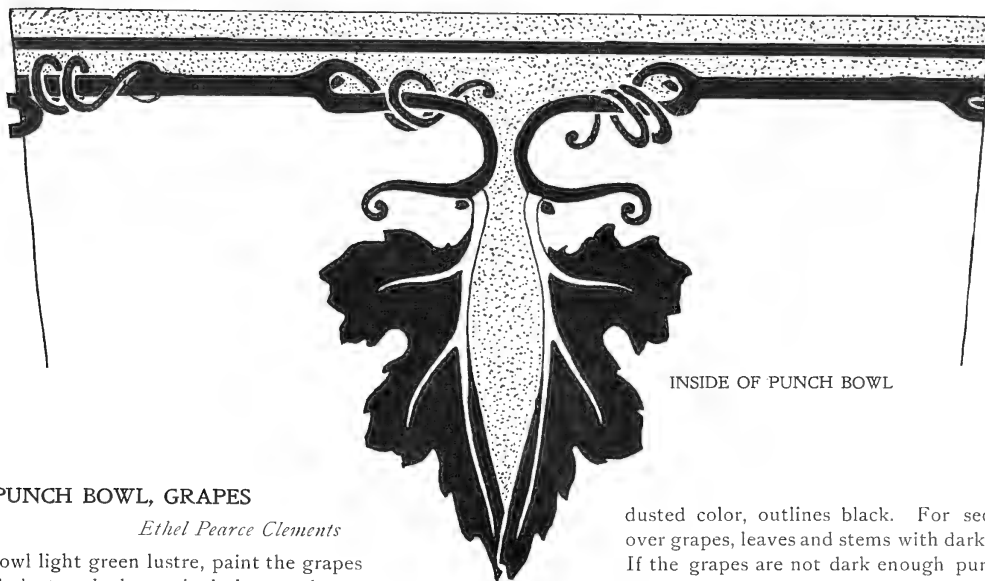 INSIDE OF PUNCH BOWL
PUNCH BOWL, GRAPES
Ethel Pearce Clements
owl light green lustre, paint the grapes
dusted color, outlines black. For sec
over grapes, leaves and stems with dark
If the grapes are not dark enough pur